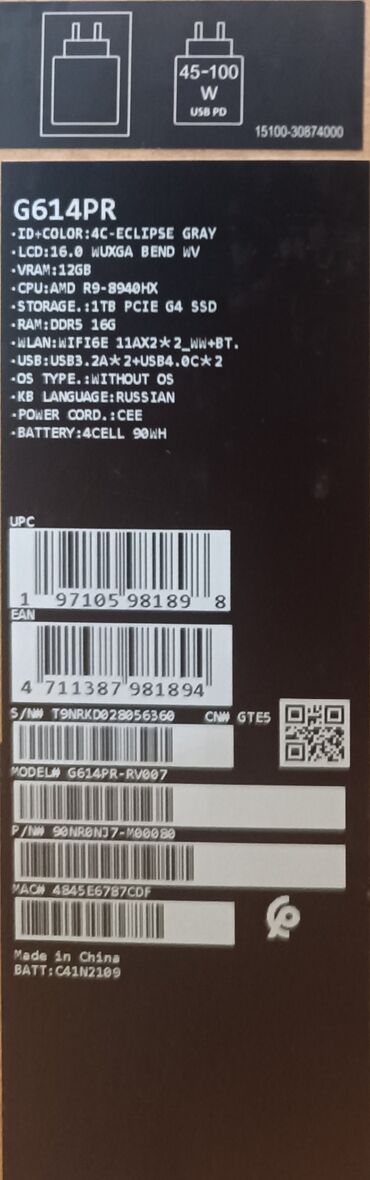 45-100
W
USB PD
15100-30874000
G614PR
·ID+COLOR:4C-ECLIPSE GRAY
·LCD:16.0 WUXGA BEND WV
·VRAM:12GB
·CPU:AMD R9-8940HX
·STORAGE.:1TB PCIE G4 SSD
·RAM:DDR5 16G
·WLAN:WIFI6E 11AX2*2_WW+BT.
·USB:USB3.2A*2+USB4.0C*2
·OS TYPE.:WITHOUT OS
·KB LANGUAGE:RUSSIAN
·POWER CORD.:CEE
·BATTERY:4CELL 90WH
UPC
1 97105 98189 8
EAN
4 711387 981894
S/N# T9NRKD028056360 CN# GTE5
MODEL# G614PR-RV007
P/N# 90NR0NJ7-M00080
MAC# 4845E6787CDF
Made in China
BATT:C41N2109